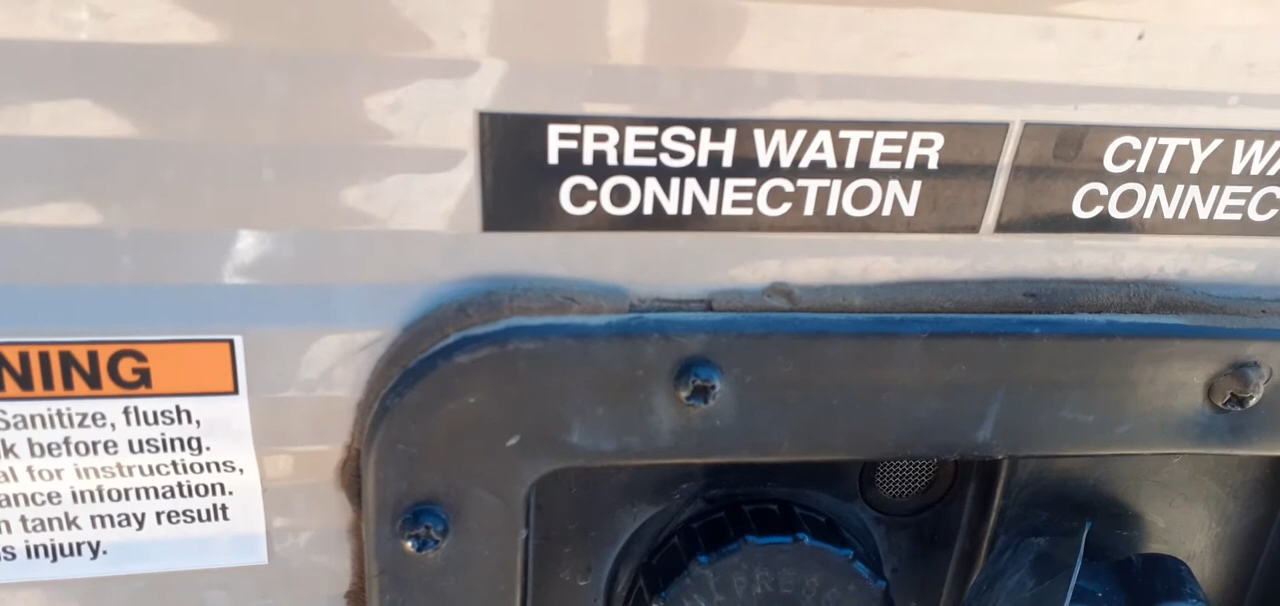 FRESH WATER
CONNECTION
CITY WA
CONNEC
NING
Sanitize, flush,
k before using.
al for instructions,
ance information.
n tank may result
s injury.